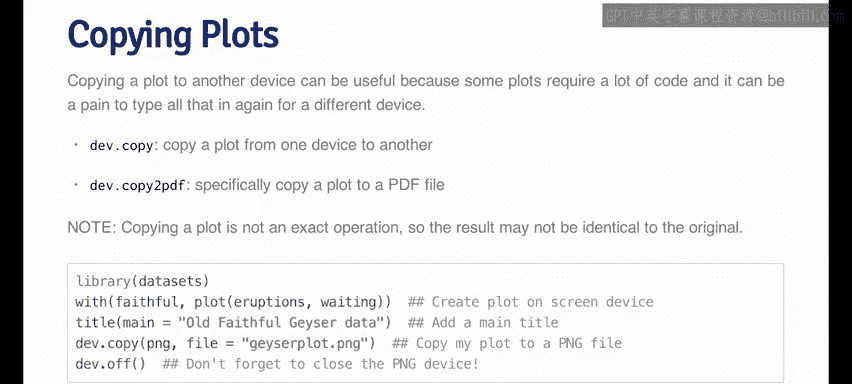 GPT中英字幕课程资源@bilibili.com
Copying Plots
Copying a plot to another device can be useful because some plots require a lot of code and it can be
a pain to type all that in again for a different device.
· dev.copy: copy a plot from one device to another
· dev.copy2pdf: specifically copy a plot to a PDF file
NOTE: Copying a plot is not an exact operation, so the result may not be identical to the original.
library(datasets)
with(faithful, plot(eruptions, waiting))  ## Create plot on screen device
title(main = "Old Faithful Geyser data")  ## Add a main title
dev.copy(png, file = "geyserplot.png")  ## Copy my plot to a PNG file
dev.off()  ## Don't forget to close the PNG device!